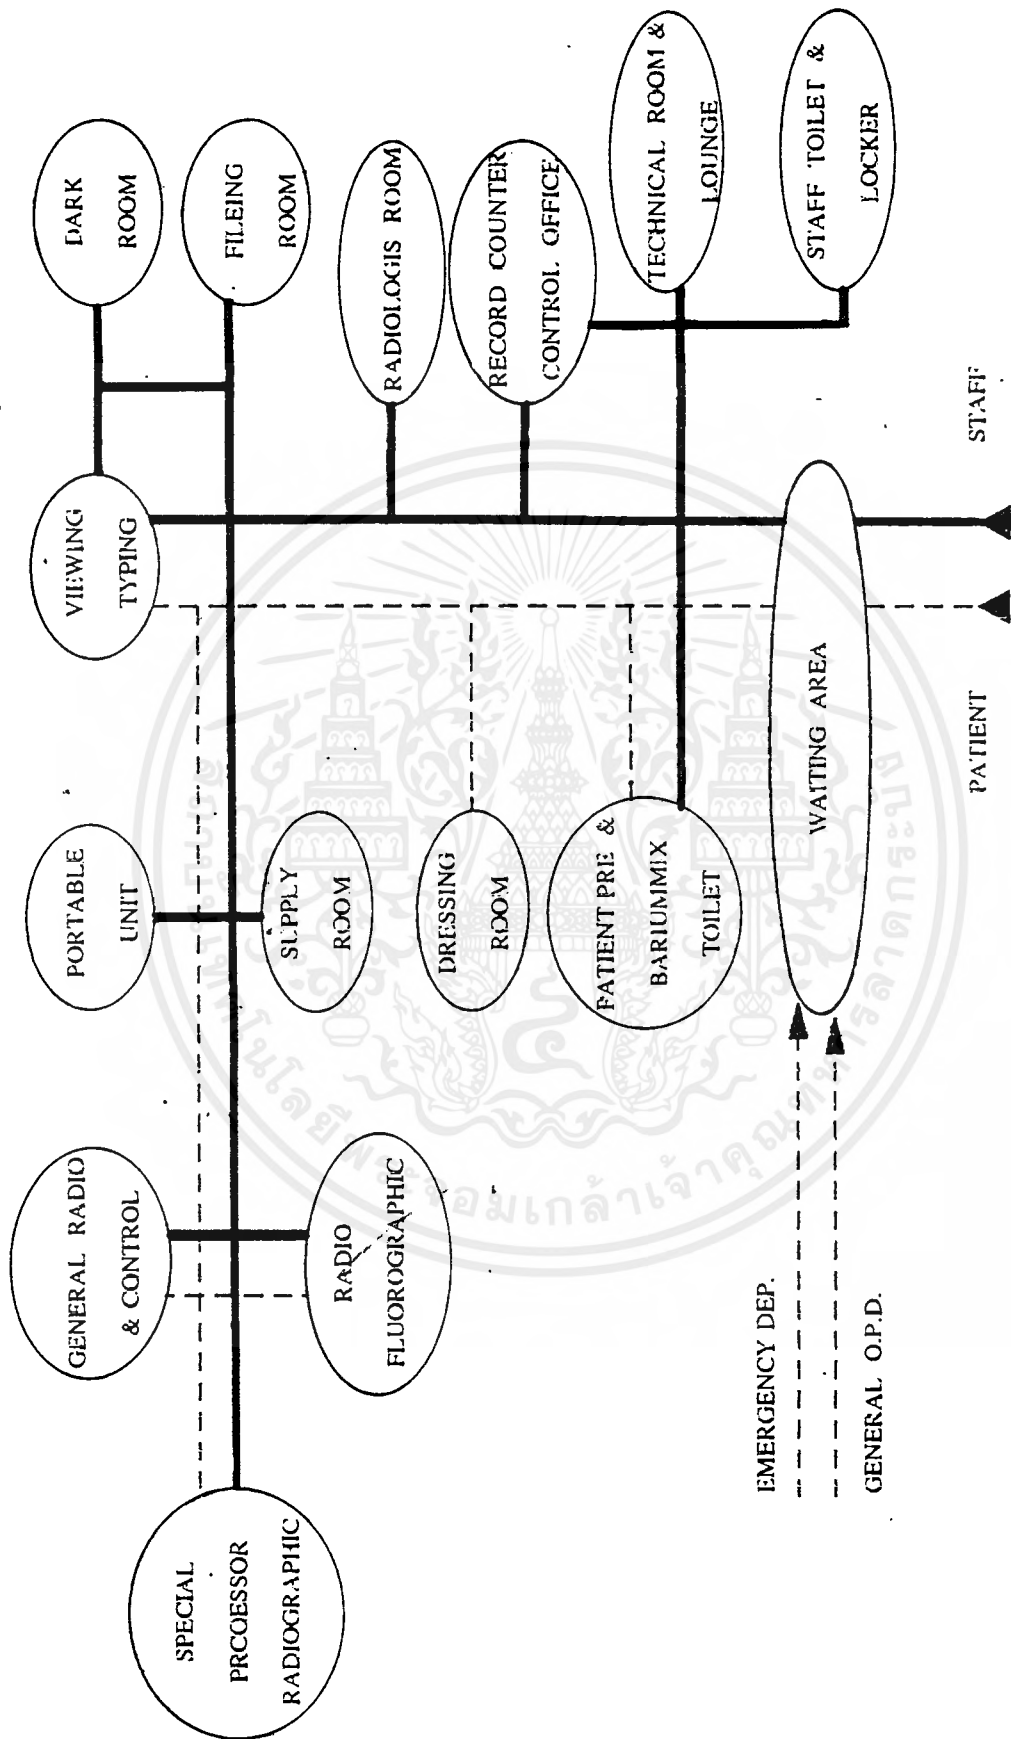 SPECIAL
PRCOESSOR
RADIOGRAPHIC
GENERAL RADIO
& CONTROL
RADIO
FLUOROGRAPHIC
PORTABLE
UNIT
SUPPLY
ROOM
DRESSING
ROOM
PATIENT PRE &
BARIUMMIX
TOILET
VIEWING
TYPING
DARK
ROOM
FILEING
ROOM
RADIOLOGIS ROOM
RECORD COUNTER
CONTROL OFFICE
TECHNICAL ROOM &
LOUNGE
STAFF TOILET &
LOCKER
WAITING AREA
EMERGENCY DEP.
GENERAL O.P.D.
PATIENT
STAFF